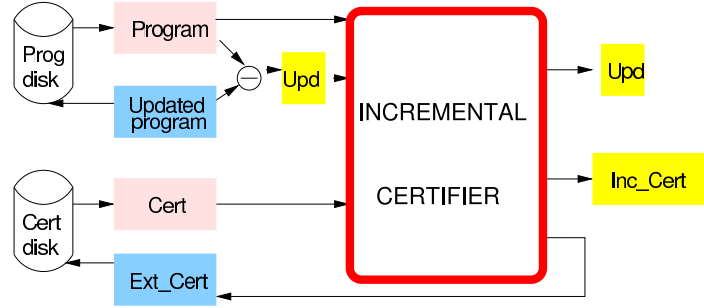 Program
Prog
disk
Upd
Upd
Updated
program
INCREMENTAL
CERTIFIER
Inc_Cert
Cert
disk
Cert
Ext_Cert